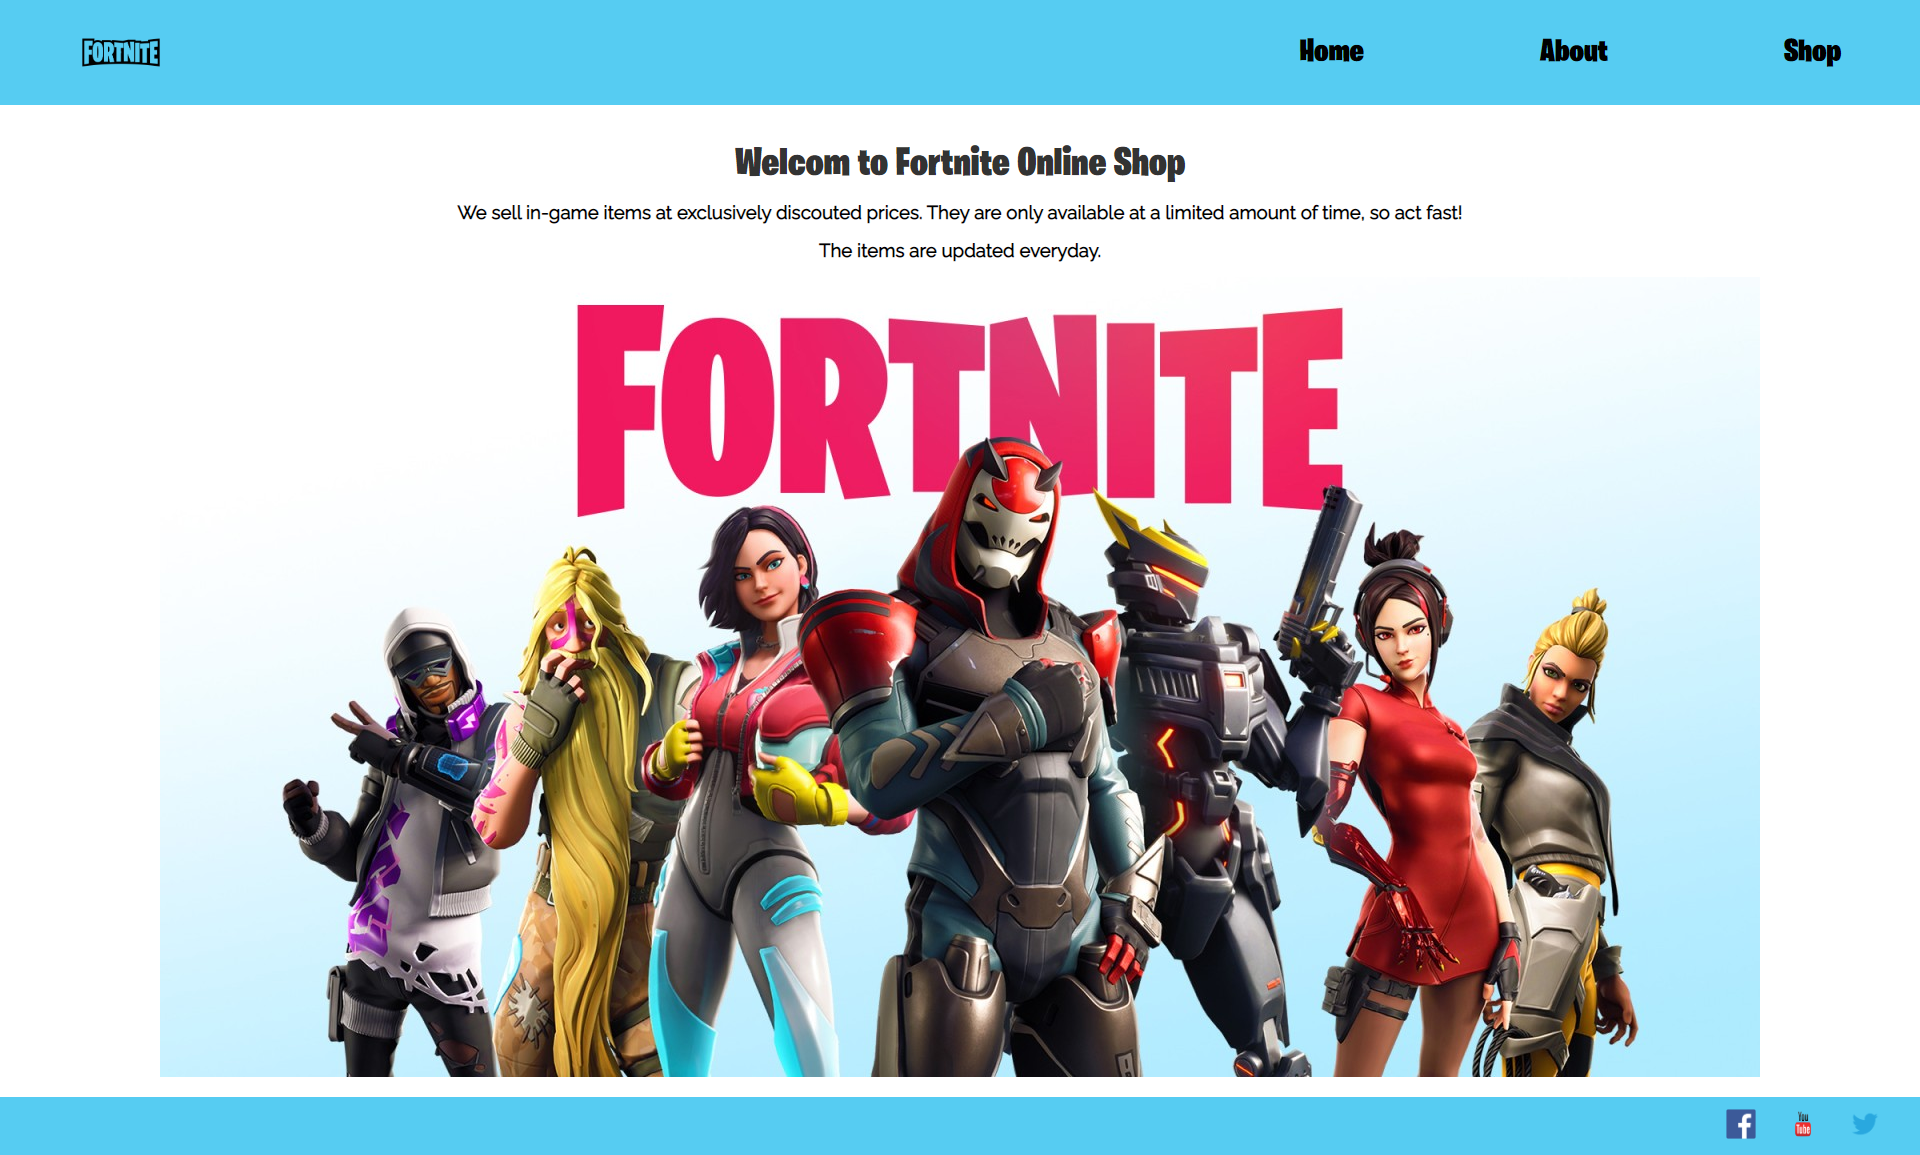 FORTNITE
Home About Shop
Welcom to Fortnite Online Shop
We sell in-game items at exclusively discouted prices. They are only available at a limited amount of time, so act fast!
The items are updated everyday.
FORTNITE
You
Tube